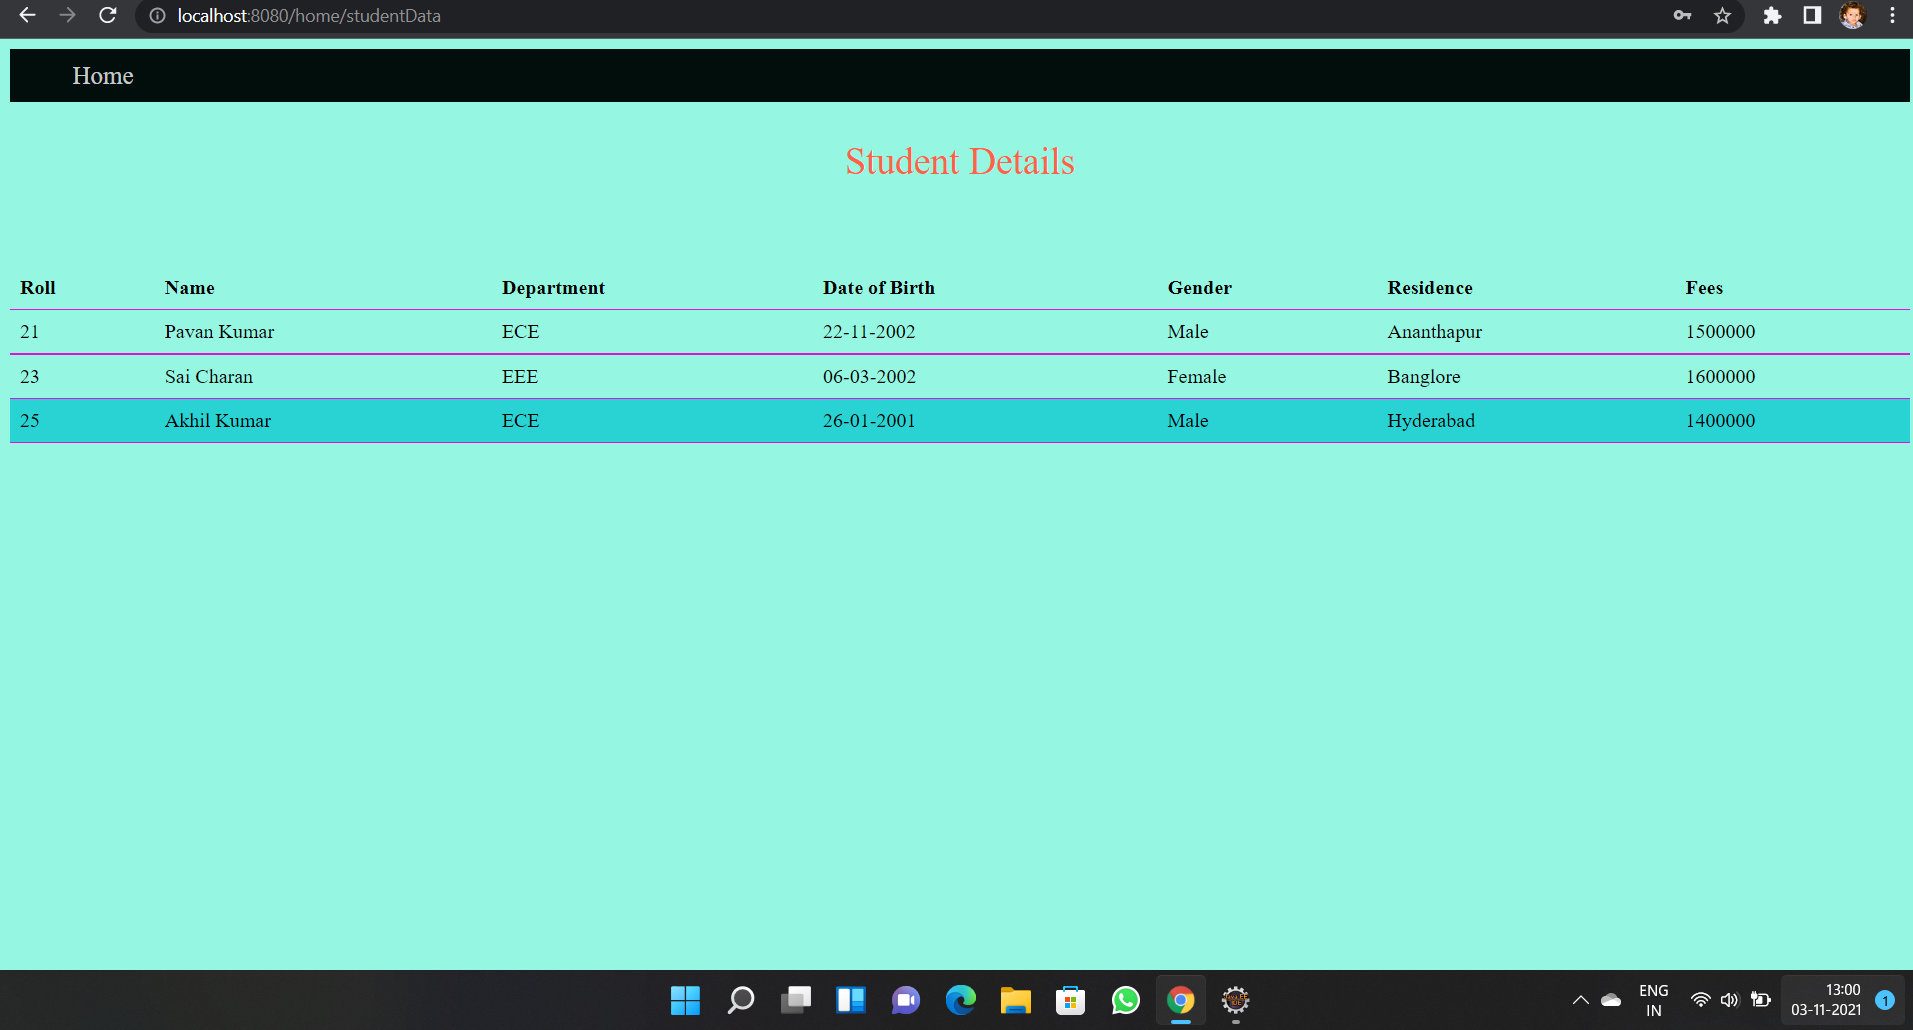 localhost:8080/home/studentData
Home
Student Details
Roll Name Department Date of Birth Gender Residence Fees
21 Pavan Kumar ECE 22-11-2002 Male Ananthapur 1500000
23 Sai Charan EEE 06-03-2002 Female Banglore 1600000
25 Akhil Kumar ECE 26-01-2001 Male Hyderabad 1400000
ENG
IN
13:00
03-11-2021
1